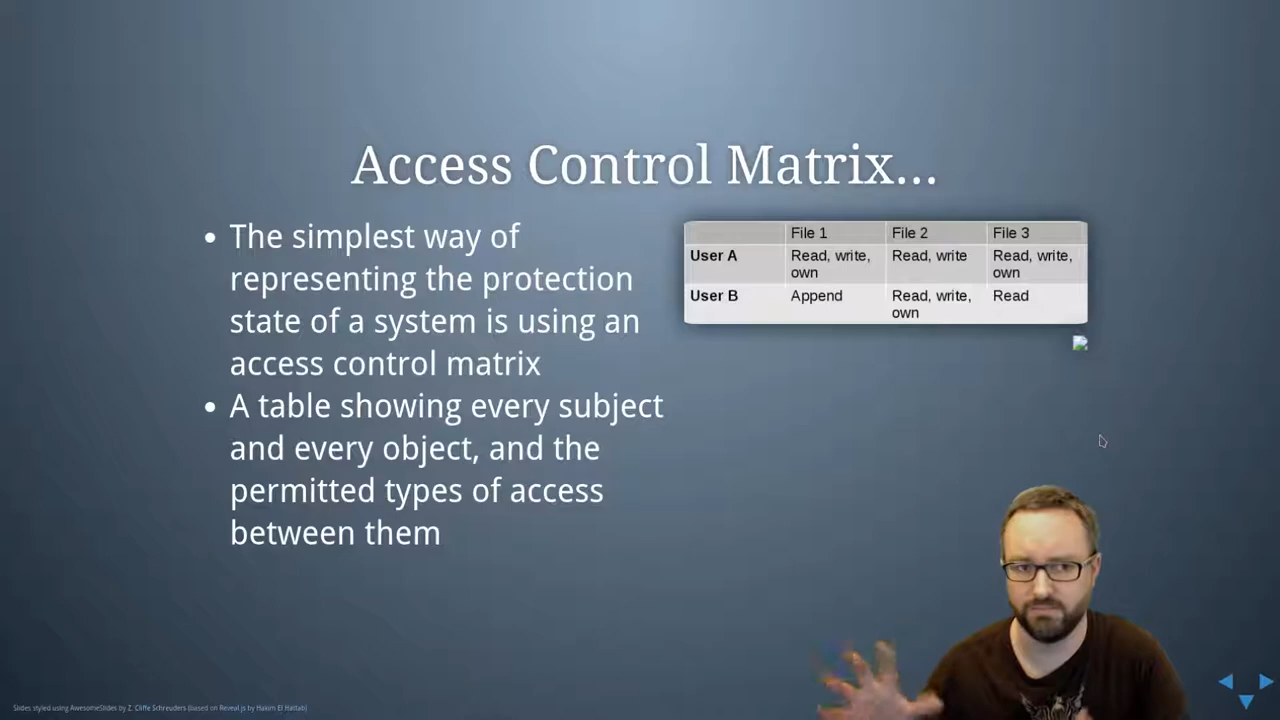 Access Control Matrix...
• The simplest way of
representing the protection
state of a system is using an
access control matrix
• A table showing every subject
and every object, and the
permitted types of access
between them
File 1 File 2 File 3
User A Read, write, own Read, write Read, write, own
User B Append Read, write, own Read
Slides styled using AwesomeSlides by Z. Cliffe Schreuders (based on Reveal.js by Hakim El Hattab)